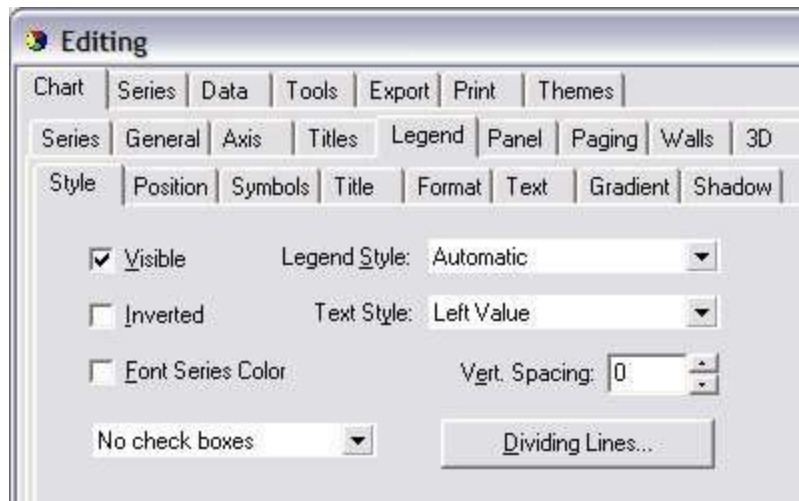 Editing
Chart Series Data Tools Export Print Themes
Series General Axis Titles Legend Panel Paging Walls 3D
Style Position Symbols Title Format Text Gradient Shadow
Visible Legend Style: Automatic
Inverted Text Style: Left Value
Font Series Color Vert. Spacing: 0
No check boxes Dividing Lines...